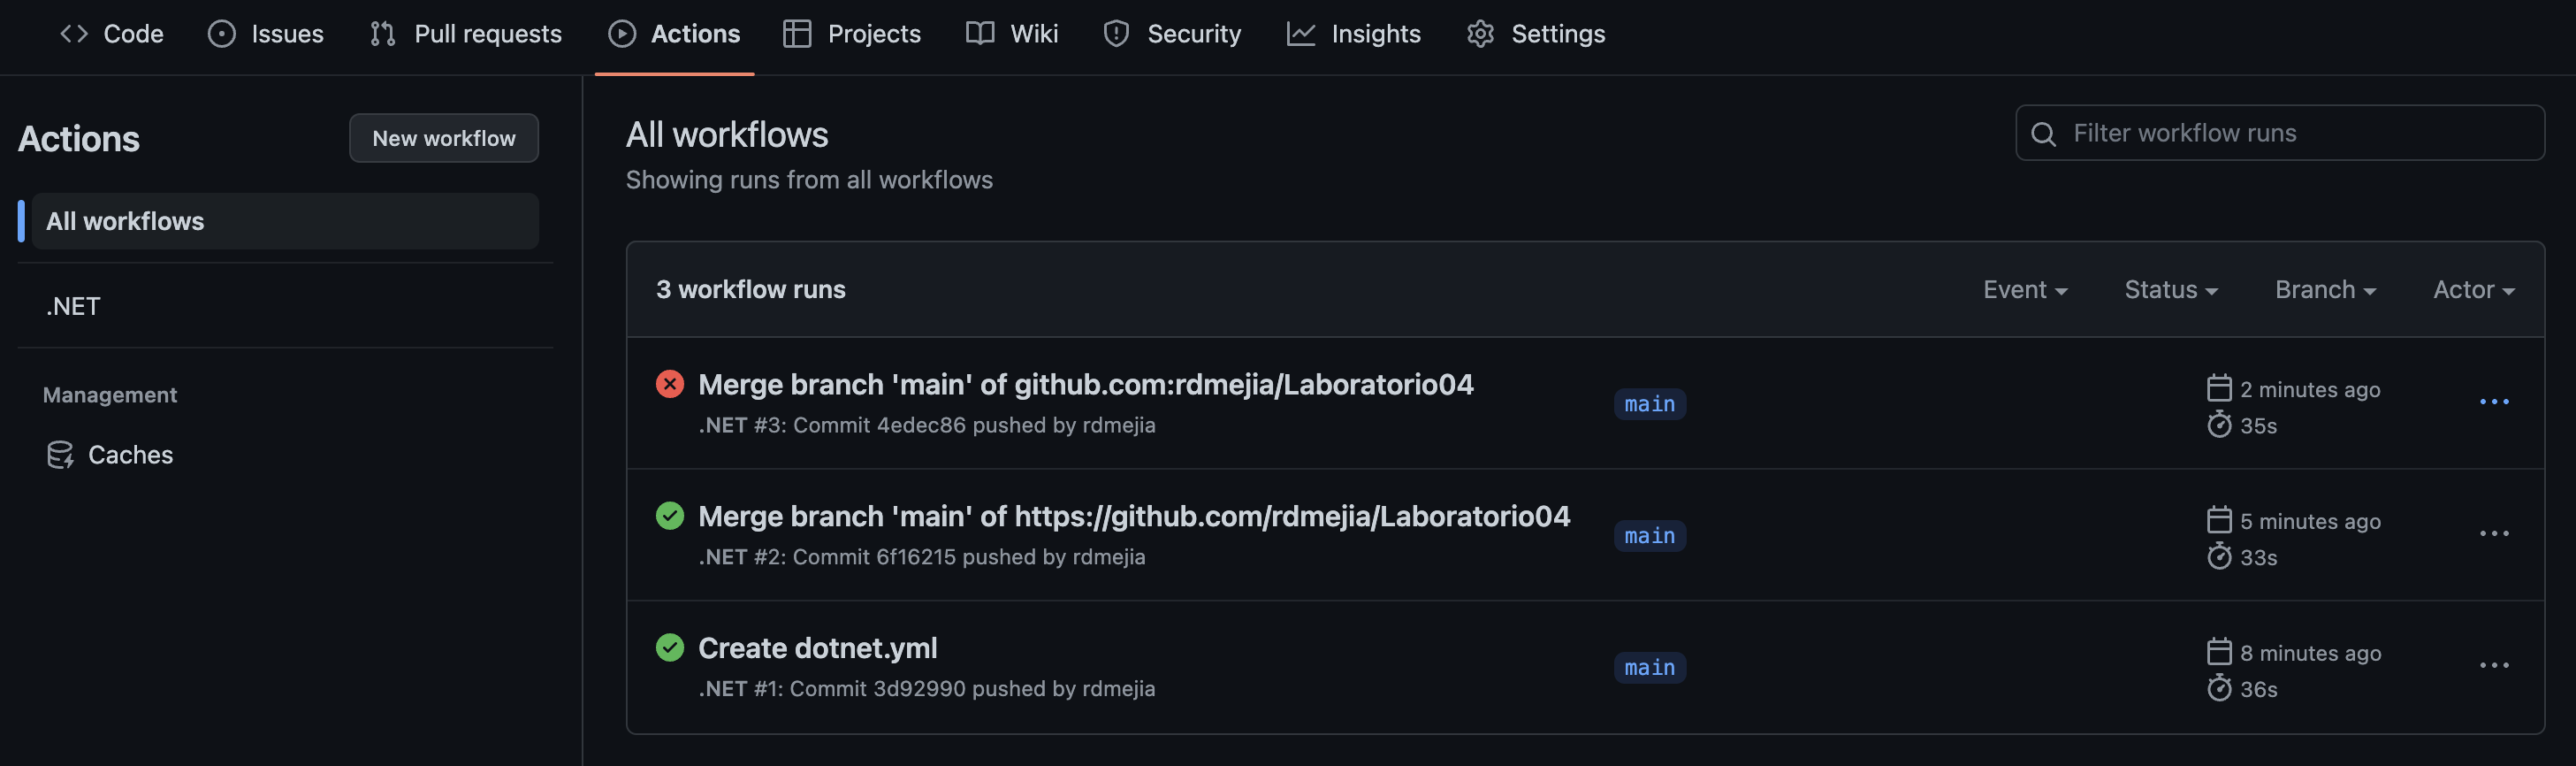 Code Issues Pull requests Actions Projects Wiki Security Insights Settings
Actions
New workflow
All workflows
.NET
Management
Caches
All workflows
Showing runs from all workflows
Filter workflow runs
3 workflow runs
Event Status Branch Actor
Merge branch 'main' of github.com:rdmejia/Laboratorio04
.NET #3: Commit 4edec86 pushed by rdmejia
main
2 minutes ago
35s
Merge branch 'main' of https://github.com/rdmejia/Laboratorio04
.NET #2: Commit 6f16215 pushed by rdmejia
main
5 minutes ago
33s
Create dotnet.yml
.NET #1: Commit 3d92990 pushed by rdmejia
main
8 minutes ago
36s